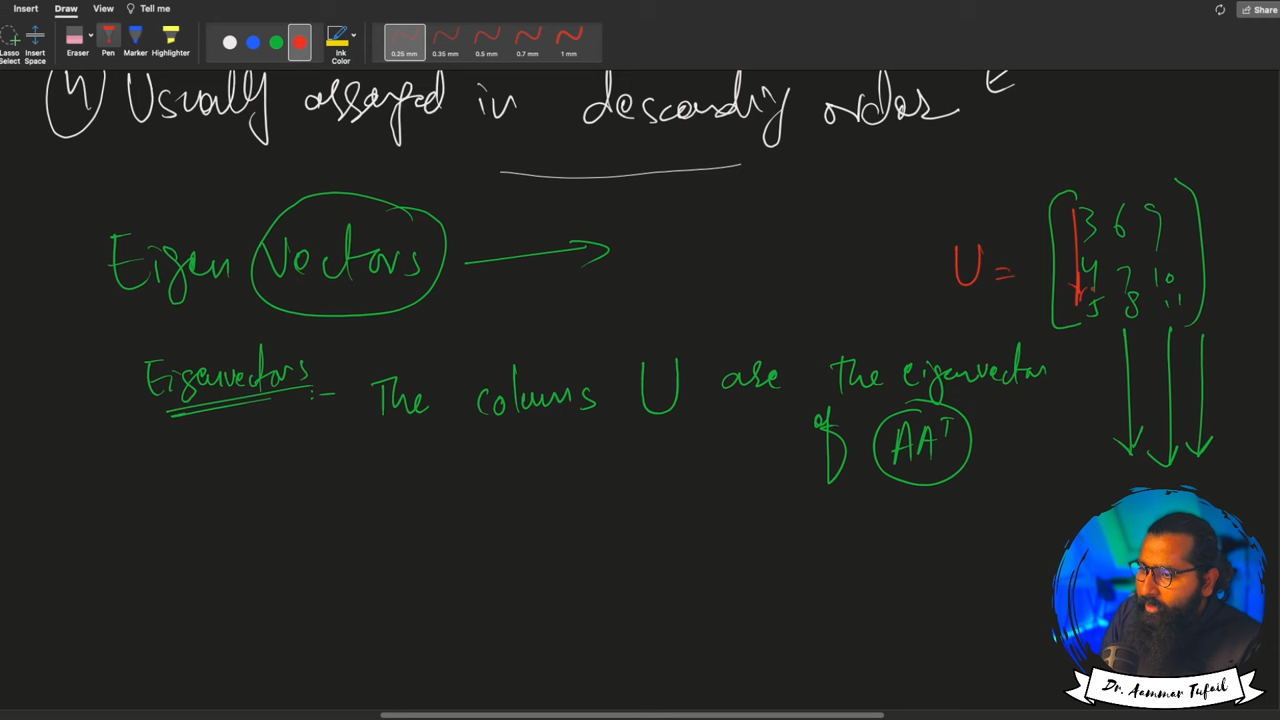 Insert Draw View Tell me
Share
Lasso Select
Insert Space
Eraser
Pen
Marker
Highlighter
Ink Color
0.25 mm 0.35 mm 0.5 mm 0.7 mm 1 mm
(4) Usually arranged in descending order
Eigen Vectors →
U = [3 6 9
4 7 10
5 8 11]
Eigenvectors :- The colums U are the eigenvector
of AAᵀ
Dr. Aammar Tufail